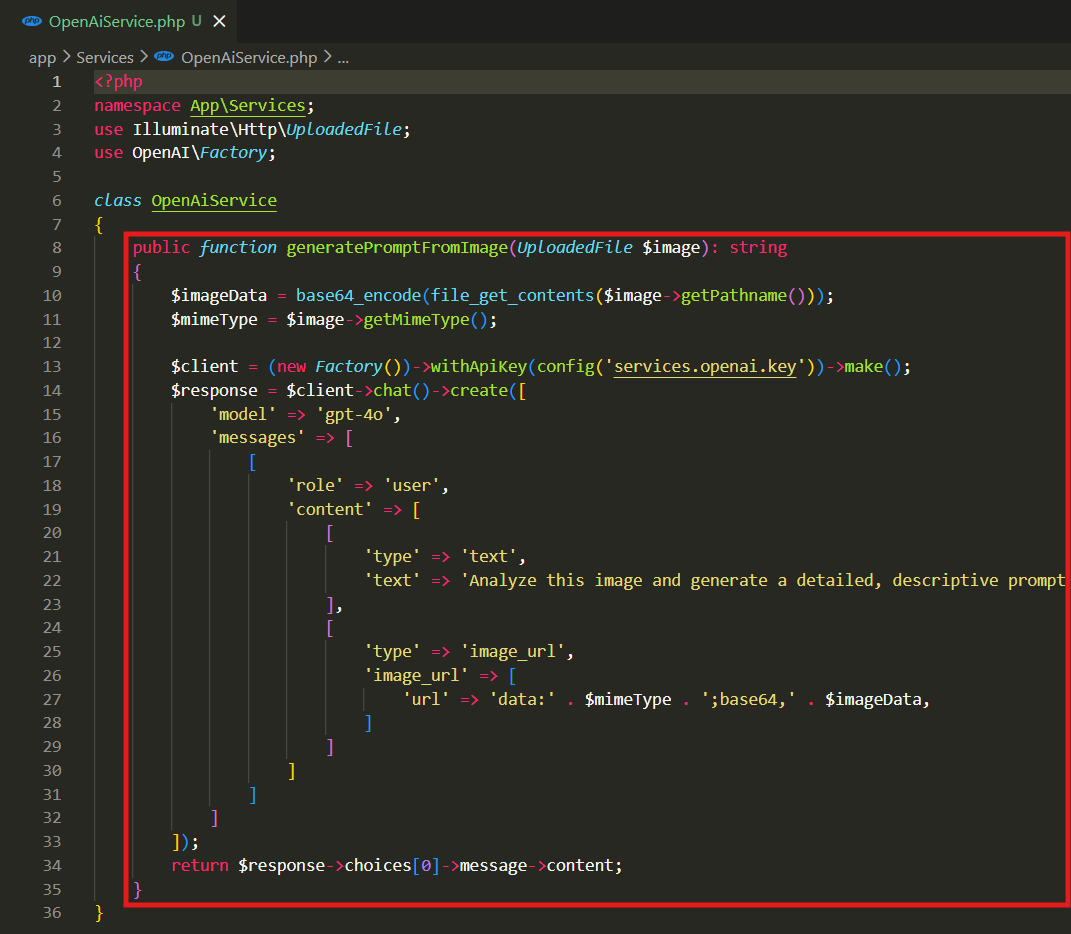 php OpenAiService.php U ×
app > Services > php OpenAiService.php > ...
1 <?php
2 namespace App\Services;
3 use Illuminate\Http\UploadedFile;
4 use OpenAI\Factory;
5
6 class OpenAiService
7 {
8 public function generatePromptFromImage(UploadedFile $image): string
9 {
10 $imageData = base64_encode(file_get_contents($image->getPathname()));
11 $mimeType = $image->getMimeType();
12
13 $client = (new Factory())->withApiKey(config('services.openai.key'))->make();
14 $response = $client->chat()->create([
15 'model' => 'gpt-4o',
16 'messages' => [
17 [
18 'role' => 'user',
19 'content' => [
20 [
21 'type' => 'text',
22 'text' => 'Analyze this image and generate a detailed, descriptive prompt
23 ],
24 [
25 'type' => 'image_url',
26 'image_url' => [
27 'url' => 'data:' . $mimeType . ';base64,' . $imageData,
28 ]
29 ]
30 ]
31 ]
32 ]
33 ]);
34 return $response->choices[0]->message->content;
35 }
36 }